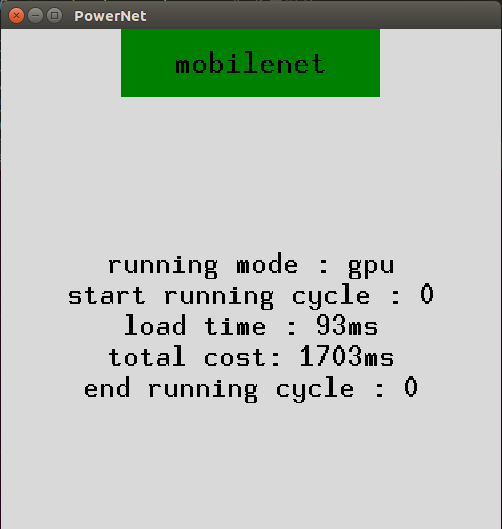 PowerNet
mobilenet
running mode : gpu
start running cycle : 0
load time : 93ms
total cost: 1703ms
end running cycle : 0